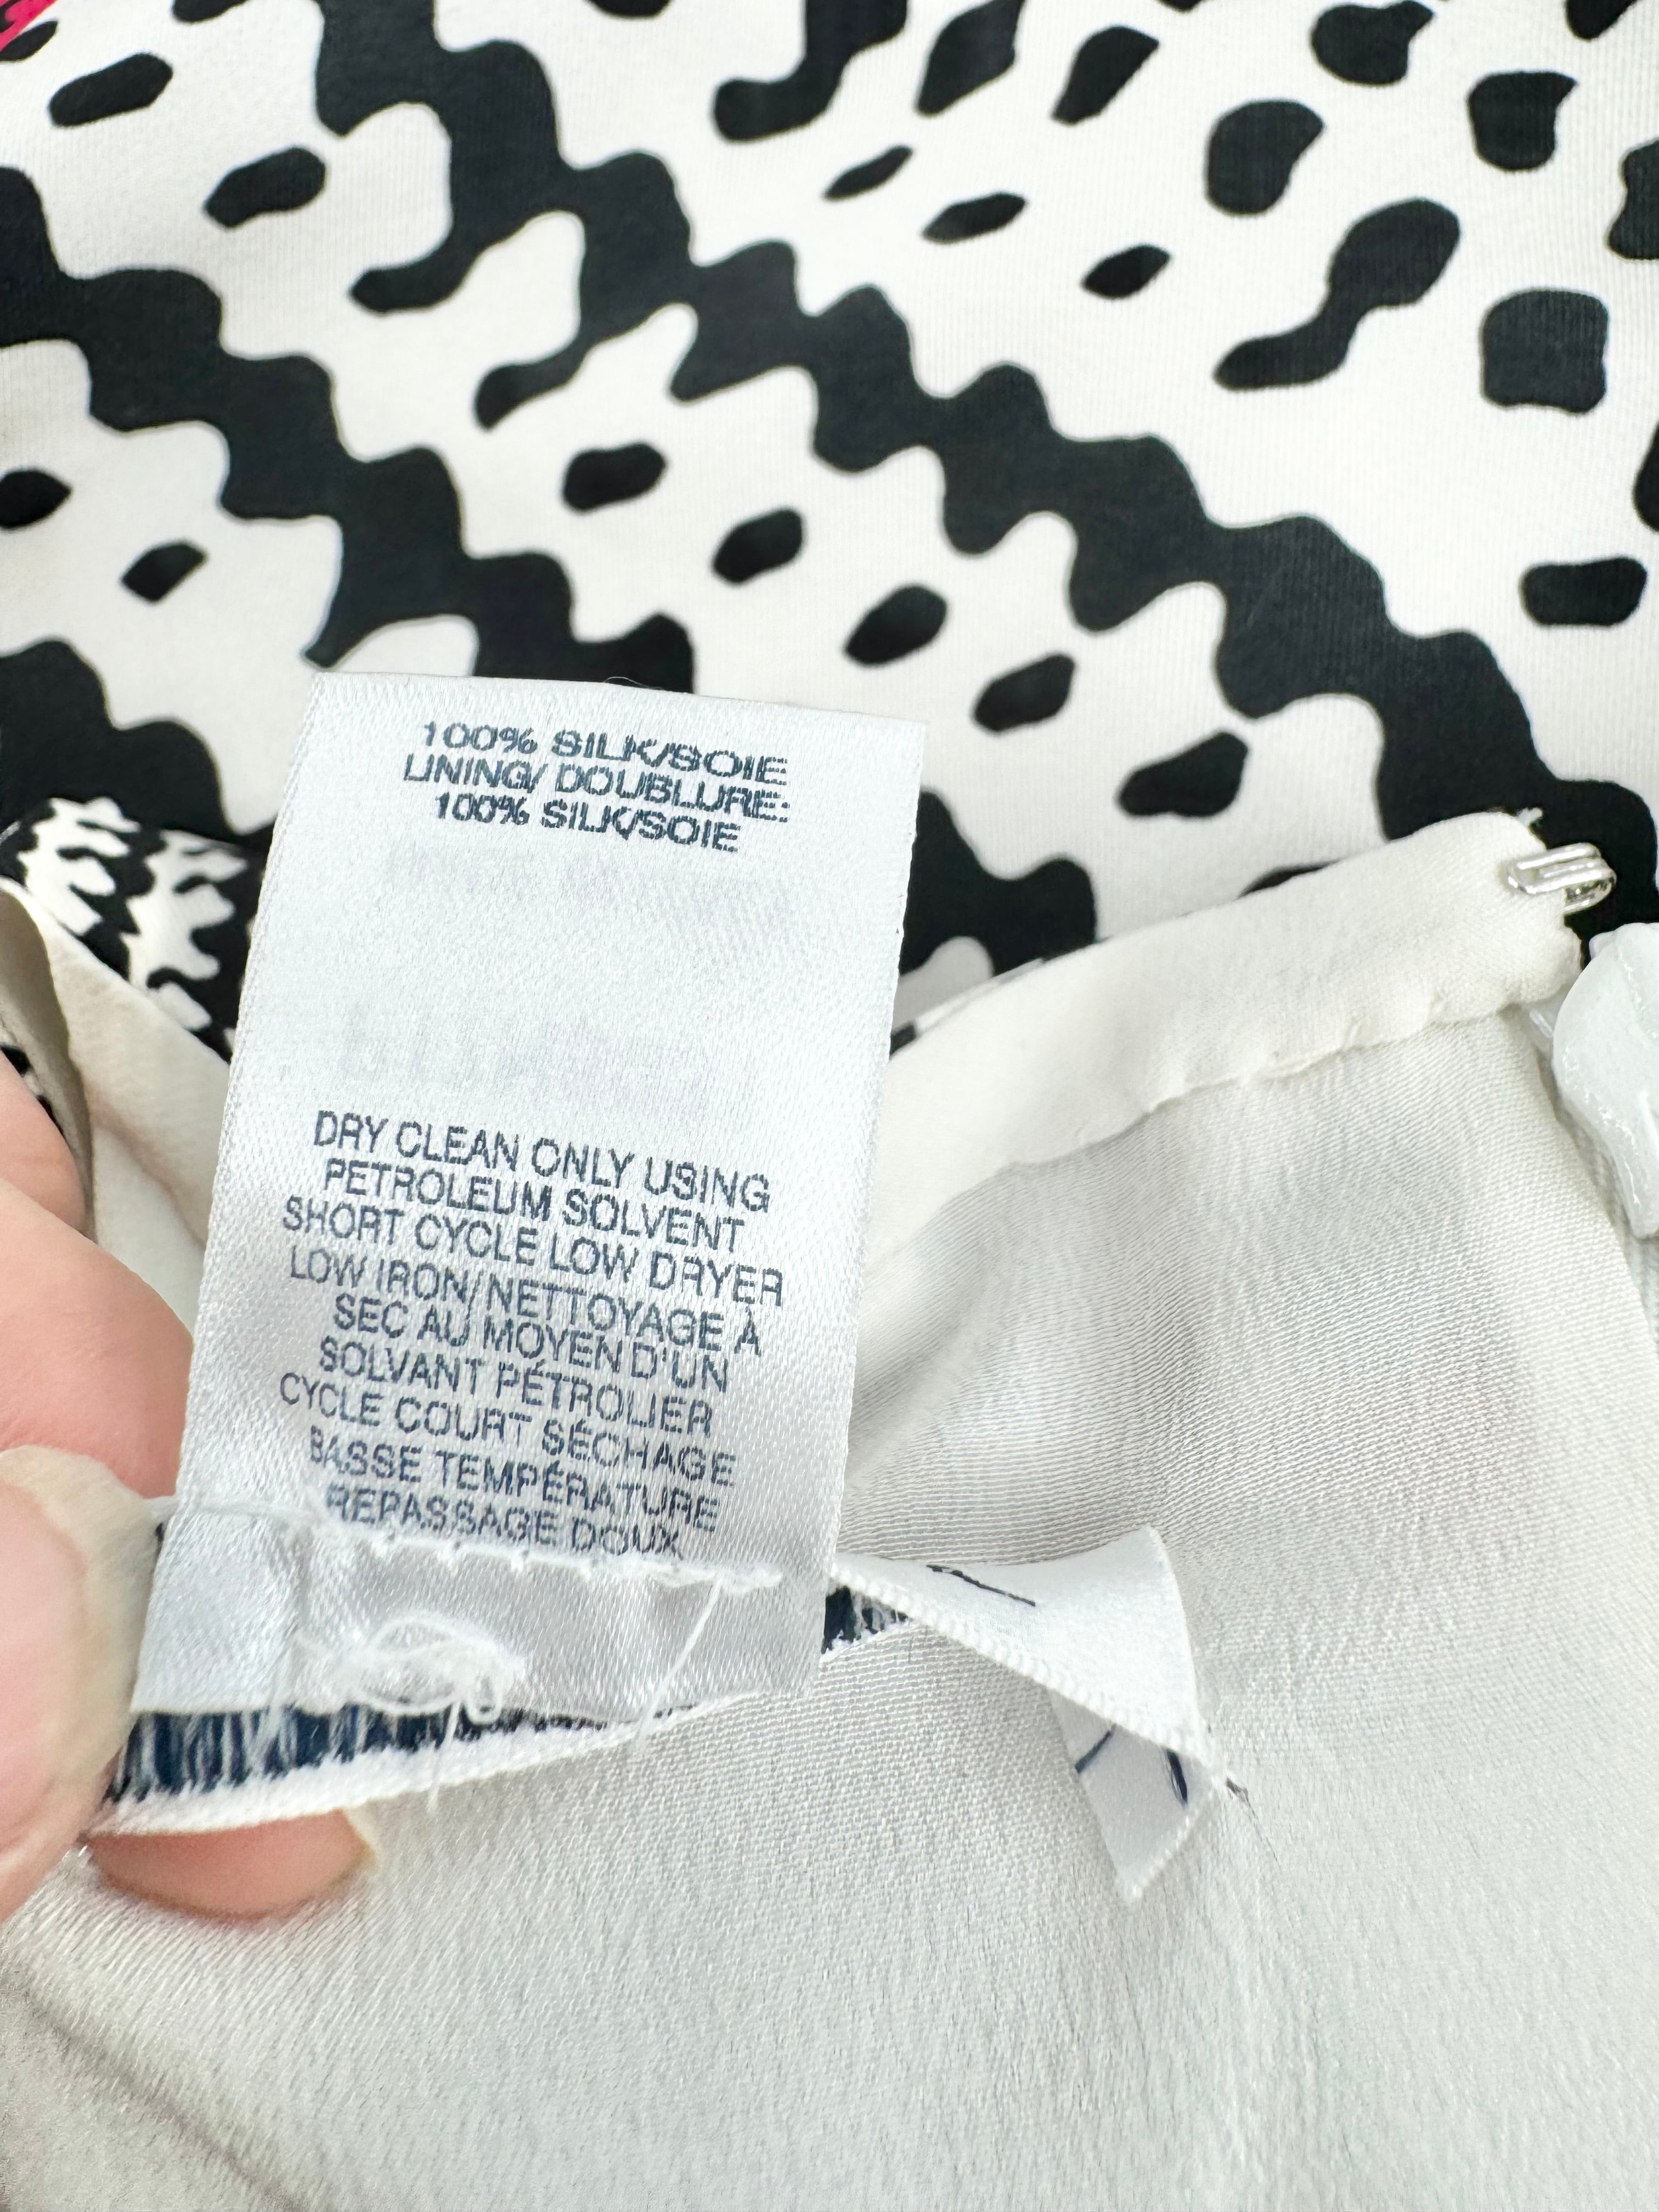 100% SILK/SOIE
LINING/ DOUBLURE:
100% SILK/SOIE
DRY CLEAN ONLY USING
PETROLEUM SOLVENT
SHORT CYCLE LOW DRYER
LOW IRON/NETTOYAGE À
SEC AU MOYEN D'UN
SOLVANT PÉTROLIER
CYCLE COURT SÉCHAGE
BASSE TEMPÉRATURE
REPASSAGE DOUX